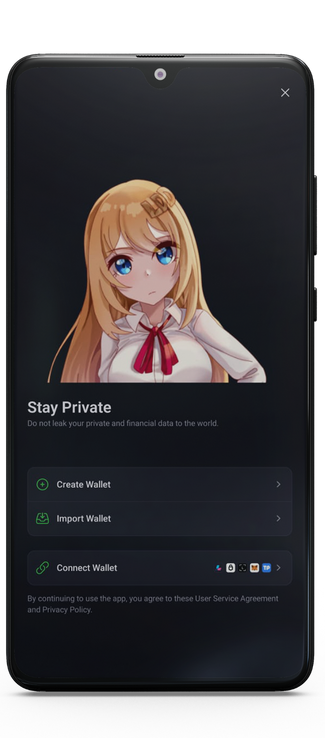 Stay Private
Do not leak your private and financial data to the world.
Create Wallet
Import Wallet
Connect Wallet
TP
By continuing to use the app, you agree to these User Service Agreement
and Privacy Policy.